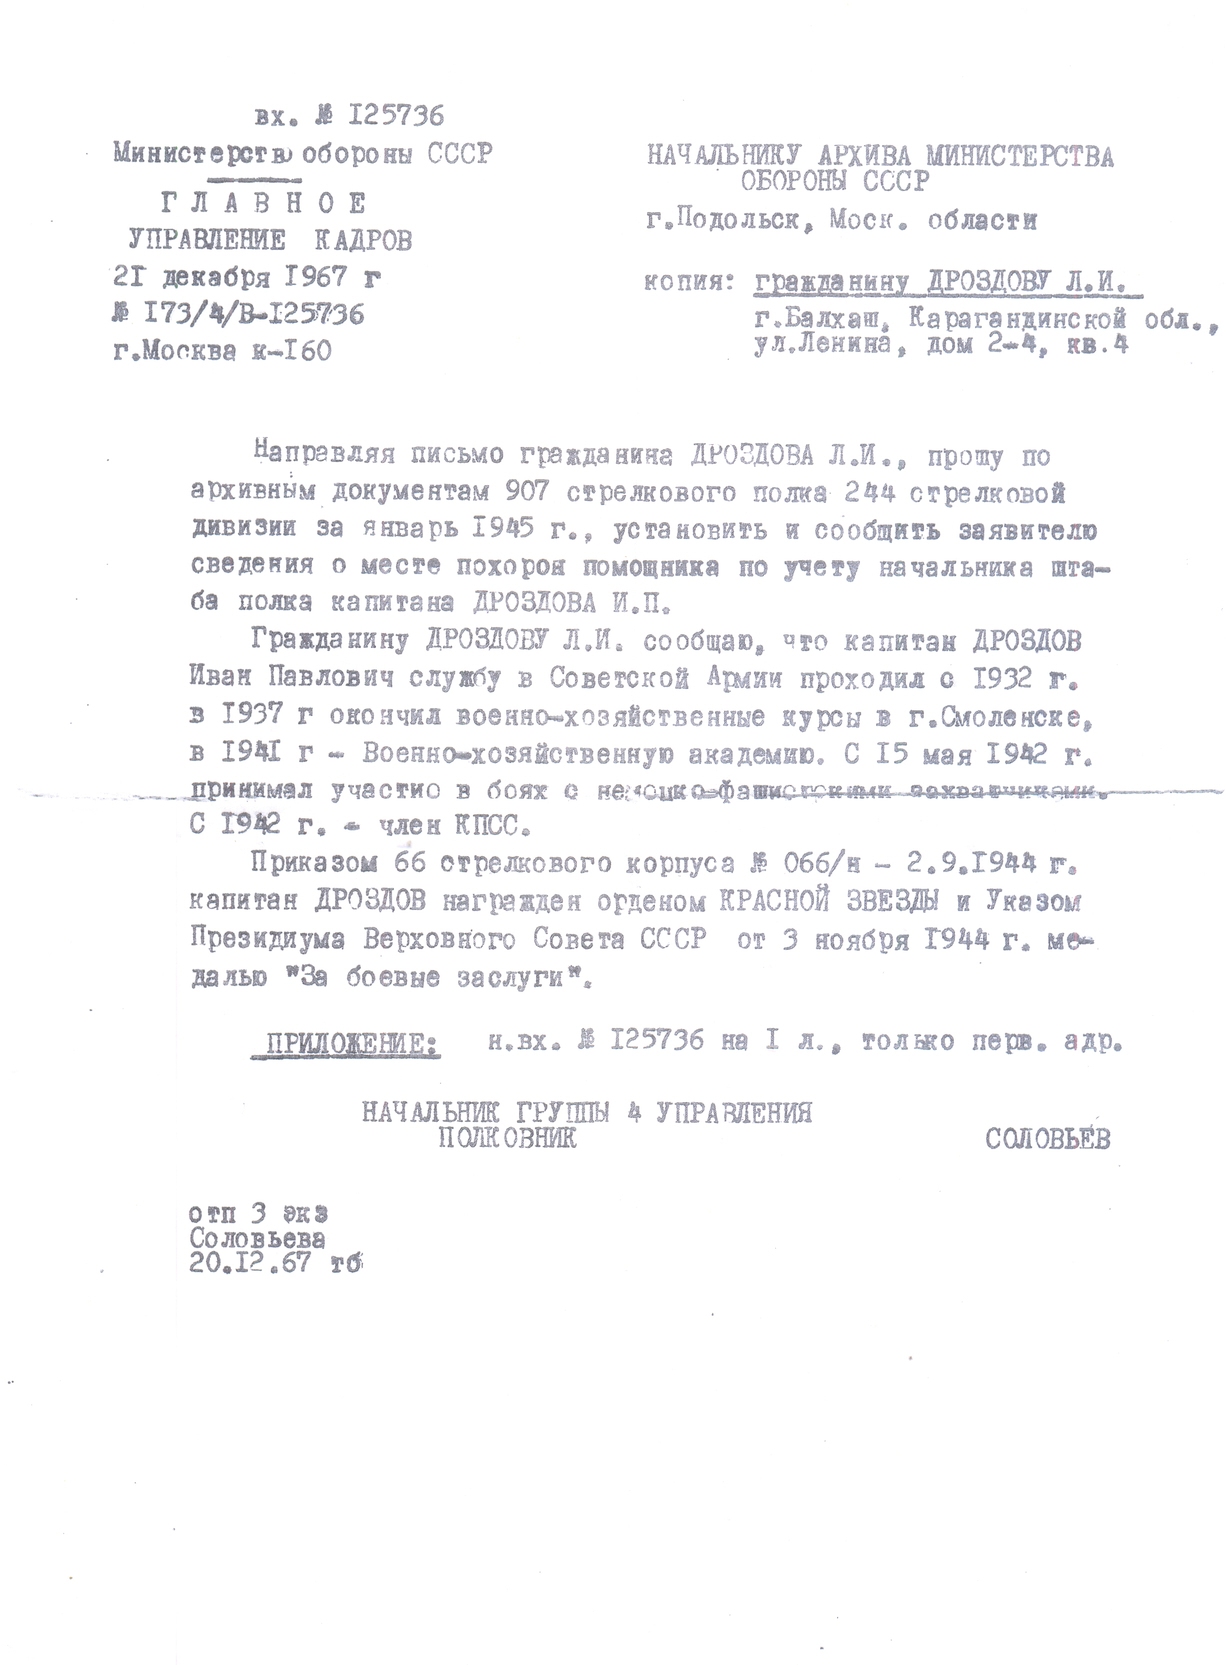 вх. № I25736
Министерство обороны СССР
ГЛАВНОЕ
УПРАВЛЕНИЕ КАДРОВ
2I декабря I967 г
№ I73/4/В-I25736
г.Москва к-I60
НАЧАЛЬНИКУ АРХИВА МИНИСТЕРСТВА
ОБОРОНЫ СССР
г.Подольск, Моск. области
копия: гражданину ДРОЗДОВУ Л.И.
г.Балхаш, Карагандинской обл.,
ул.Ленина, дом 2-4, кв.4
Направляя письмо гражданина ДРОЗДОВА Л.И., прошу по
архивным документам 907 стрелкового полка 244 стрелковой
дивизии за январь I945 г., установить и сообщить заявителю
сведения о месте похорон помощника по учету начальника шта-
ба полка капитана ДРОЗДОВА И.П.
Гражданину ДРОЗДОВУ Л.И. сообщаю, что капитан ДРОЗДОВ
Иван Павлович службу в Советской Армии проходил с I932 г.
в I937 г окончил военно-хозяйственные курсы в г.Смоленске,
в I94I г - Военно-хозяйственную академию. С I5 мая I942 г.
принимал участие в боях с немецко-фашистскими захватчиками.
С I942 г. - член КПСС.
Приказом 66 стрелкового корпуса № 066/н - 2.9.I944 г.
капитан ДРОЗДОВ награжден орденом КРАСНОЙ ЗВЕЗДЫ и Указом
Президиума Верховного Совета СССР от 3 ноября I944 г. ме-
далью "За боевые заслуги".
ПРИЛОЖЕНИЕ: н.вх. № I25736 на I л., только перв. адр.
НАЧАЛЬНИК ГРУППЫ 4 УПРАВЛЕНИЯ
ПОЛКОВНИК СОЛОВЬЕВ
отп 3 экз
Соловьева
20.I2.67 тб